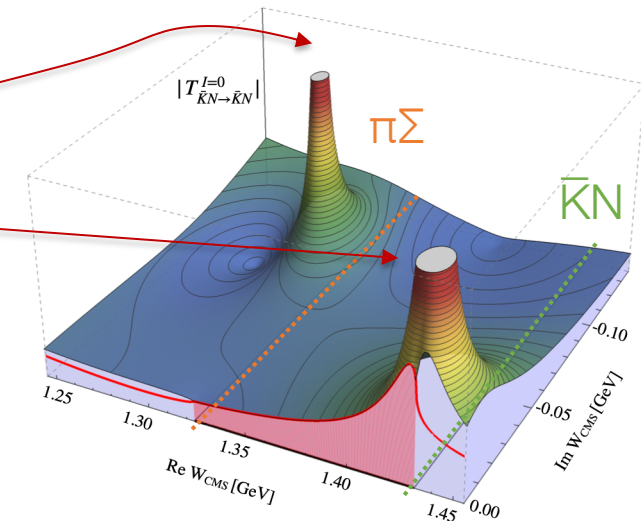 |T^{I=0}_{K̄N→K̄N}|
πΣ
K̄N
-0.10
-0.05
0.00
Im W_CMS [GeV]
1.25
1.30
1.35
1.40
1.45
Re W_CMS [GeV]